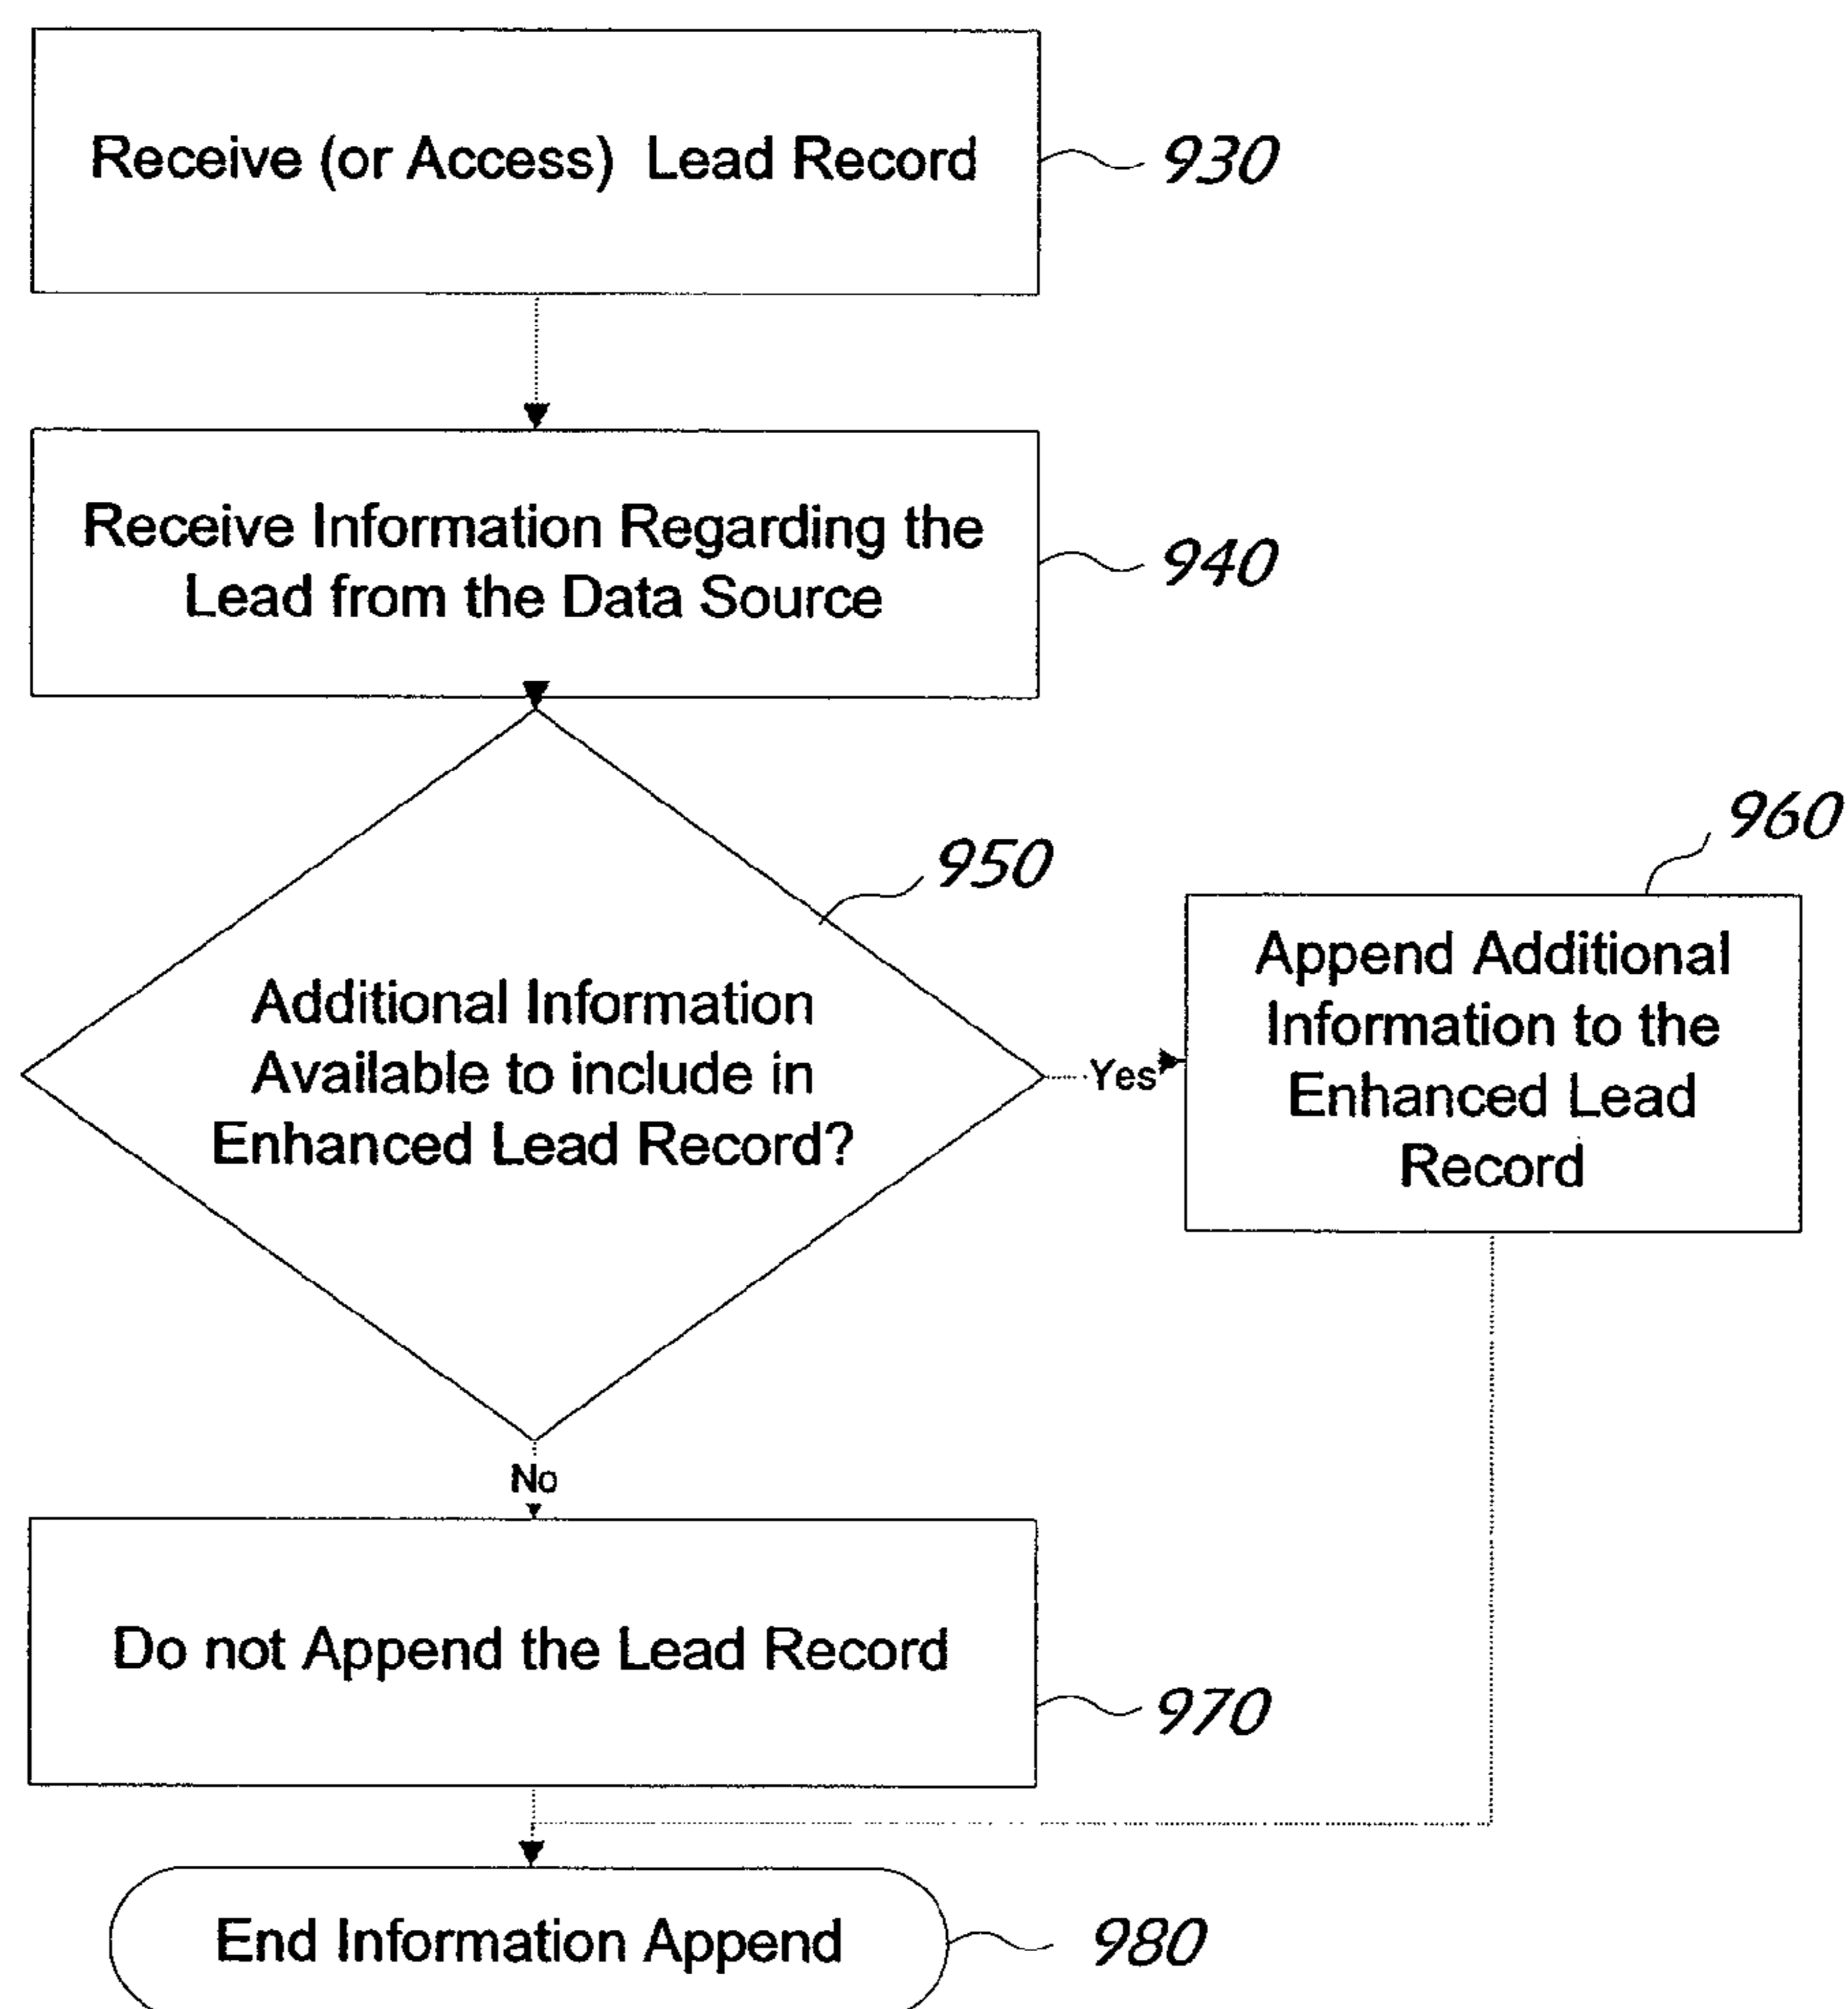 Receive (or Access) Lead Record
930
Receive Information Regarding the
Lead from the Data Source
940
950
Additional Information
Available to include in
Enhanced Lead Record?
Yes
960
Append Additional
Information to the
Enhanced Lead
Record
No
Do not Append the Lead Record
970
End Information Append
980